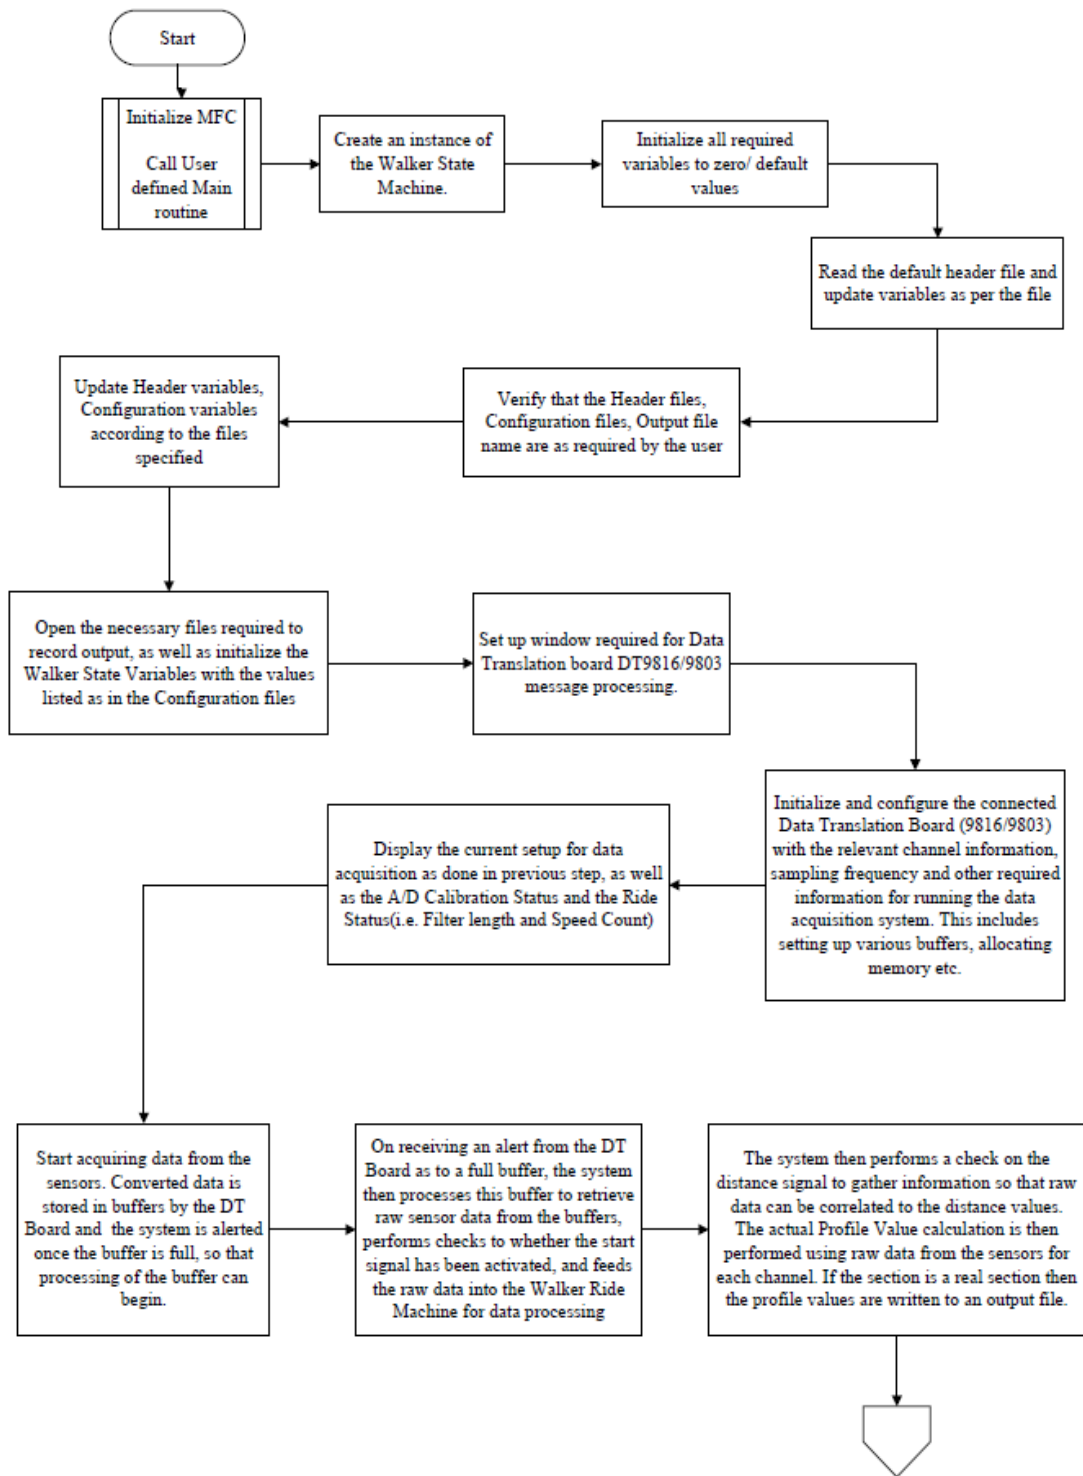 Start
Initialize MFC
Call User
defined Main
routine
Create an instance of
the Walker State
Machine.
Initialize all required
variables to zero/ default
values
Read the default header file and
update variables as per the file
Verify that the Header files,
Configuration files, Output file
name are as required by the user
Update Header variables,
Configuration variables
according to the files
specified
Open the necessary files required to
record output, as well as initialize the
Walker State Variables with the values
listed as in the Configuration files
Set up window required for Data
Translation board DT9816/9803
message processing.
Initialize and configure the connected
Data Translation Board (9816/9803)
with the relevant channel information,
sampling frequency and other required
information for running the data
acquisition system. This includes
setting up various buffers, allocating
memory etc.
Display the current setup for data
acquisition as done in previous step, as well
as the A/D Calibration Status and the Ride
Status(i.e. Filter length and Speed Count)
Start acquiring data from the
sensors. Converted data is
stored in buffers by the DT
Board and the system is alerted
once the buffer is full, so that
processing of the buffer can
begin.
On receiving an alert from the DT
Board as to a full buffer, the system
then processes this buffer to retrieve
raw sensor data from the buffers,
performs checks to whether the start
signal has been activated, and feeds
the raw data into the Walker Ride
Machine for data processing
The system then performs a check on the
distance signal to gather information so that raw
data can be correlated to the distance values.
The actual Profile Value calculation is then
performed using raw data from the sensors for
each channel. If the section is a real section then
the profile values are written to an output file.